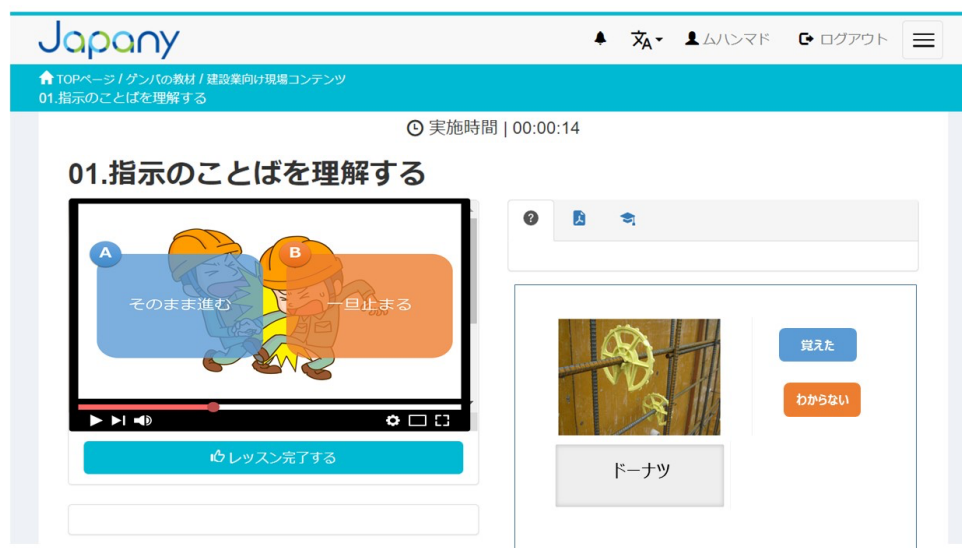 Japany
ムハンマド
ログアウト
TOPページ / ゲンバの教材 / 建設業向け現場コンテンツ
01.指示のことばを理解する
実施時間 | 00:00:14
01.指示のことばを理解する
A
B
そのまま進む
一旦止まる
レッスン完了する
覚えた
わからない
ドーナツ